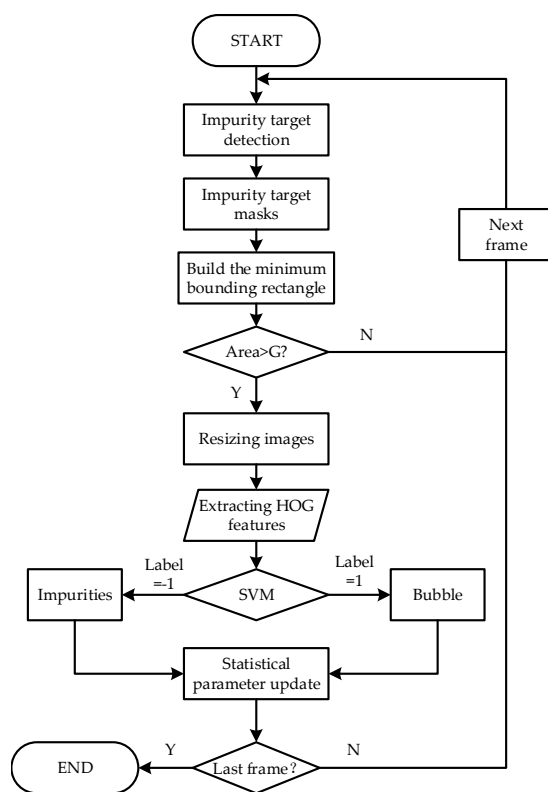 START
Impurity target
detection
Impurity target
masks
Next
frame
Build the minimum
bounding rectangle
Area>G?
N
Y
Resizing images
Extracting HOG
features
Label
=-1
Label
=1
Impurities
SVM
Bubble
Statistical
parameter update
Y
N
END
Last frame?